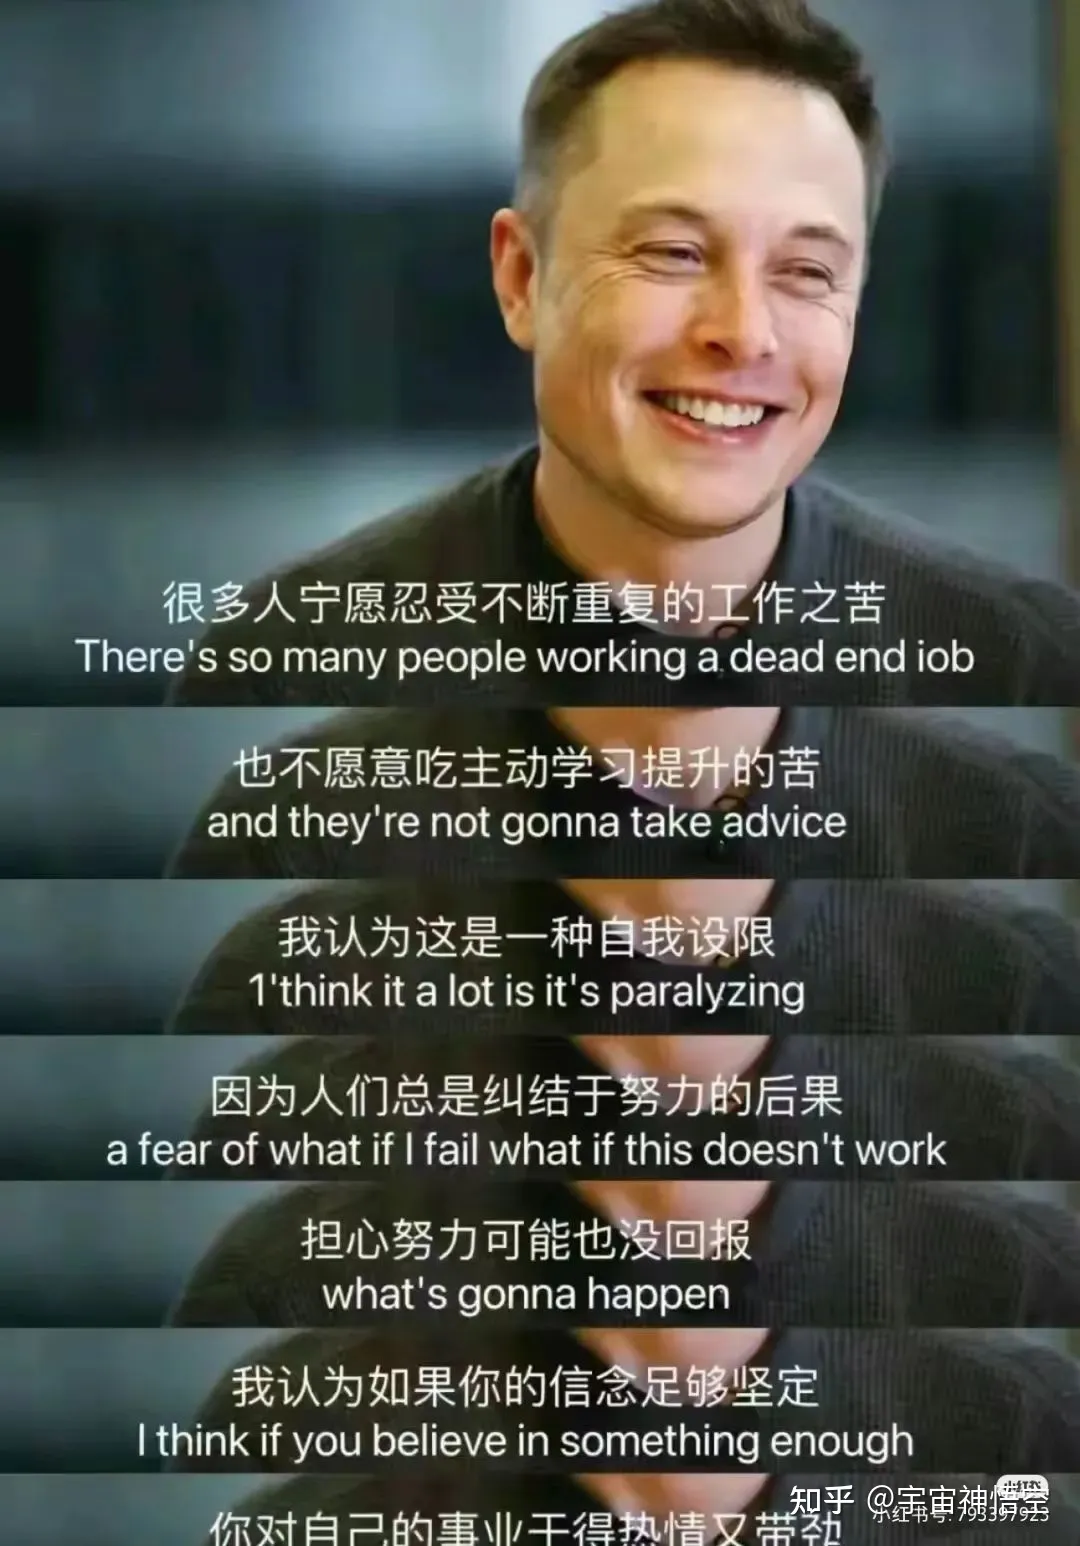 很多人宁愿忍受不断重复的工作之苦
There's so many people working a dead end iob
也不愿意吃主动学习提升的苦
and they're not gonna take advice
我认为这是一种自我设限
1'think it a lot is it's paralyzing
因为人们总是纠结于努力的后果
a fear of what if I fail what if this doesn't work
担心努力可能也没回报
what's gonna happen
我认为如果你的信念足够坚定
I think if you believe in something enough
知乎 @宇宙神悟空
小红书号: 793397923
你对自己的事业干得热情又带劲